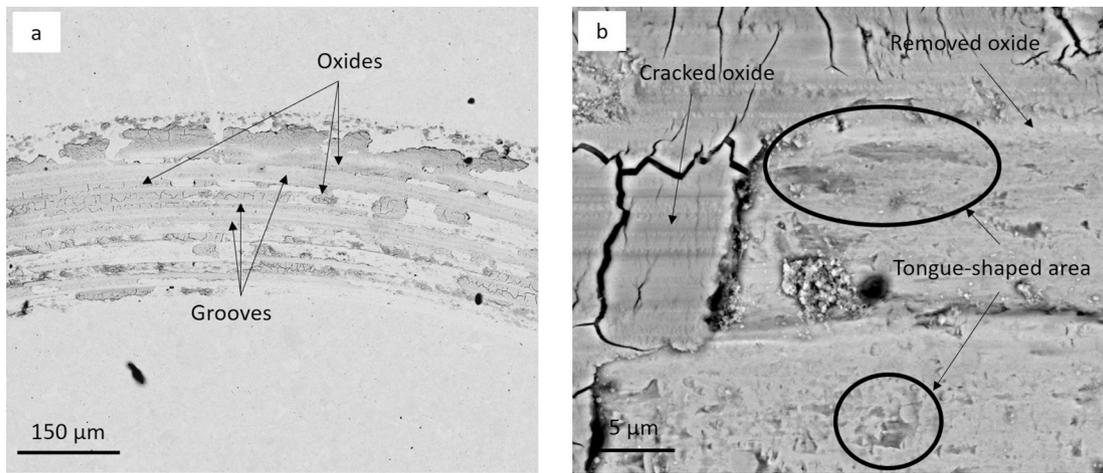 a
Oxides
Grooves
150 µm
b
Removed oxide
Cracked oxide
Tongue-shaped area
5 µm